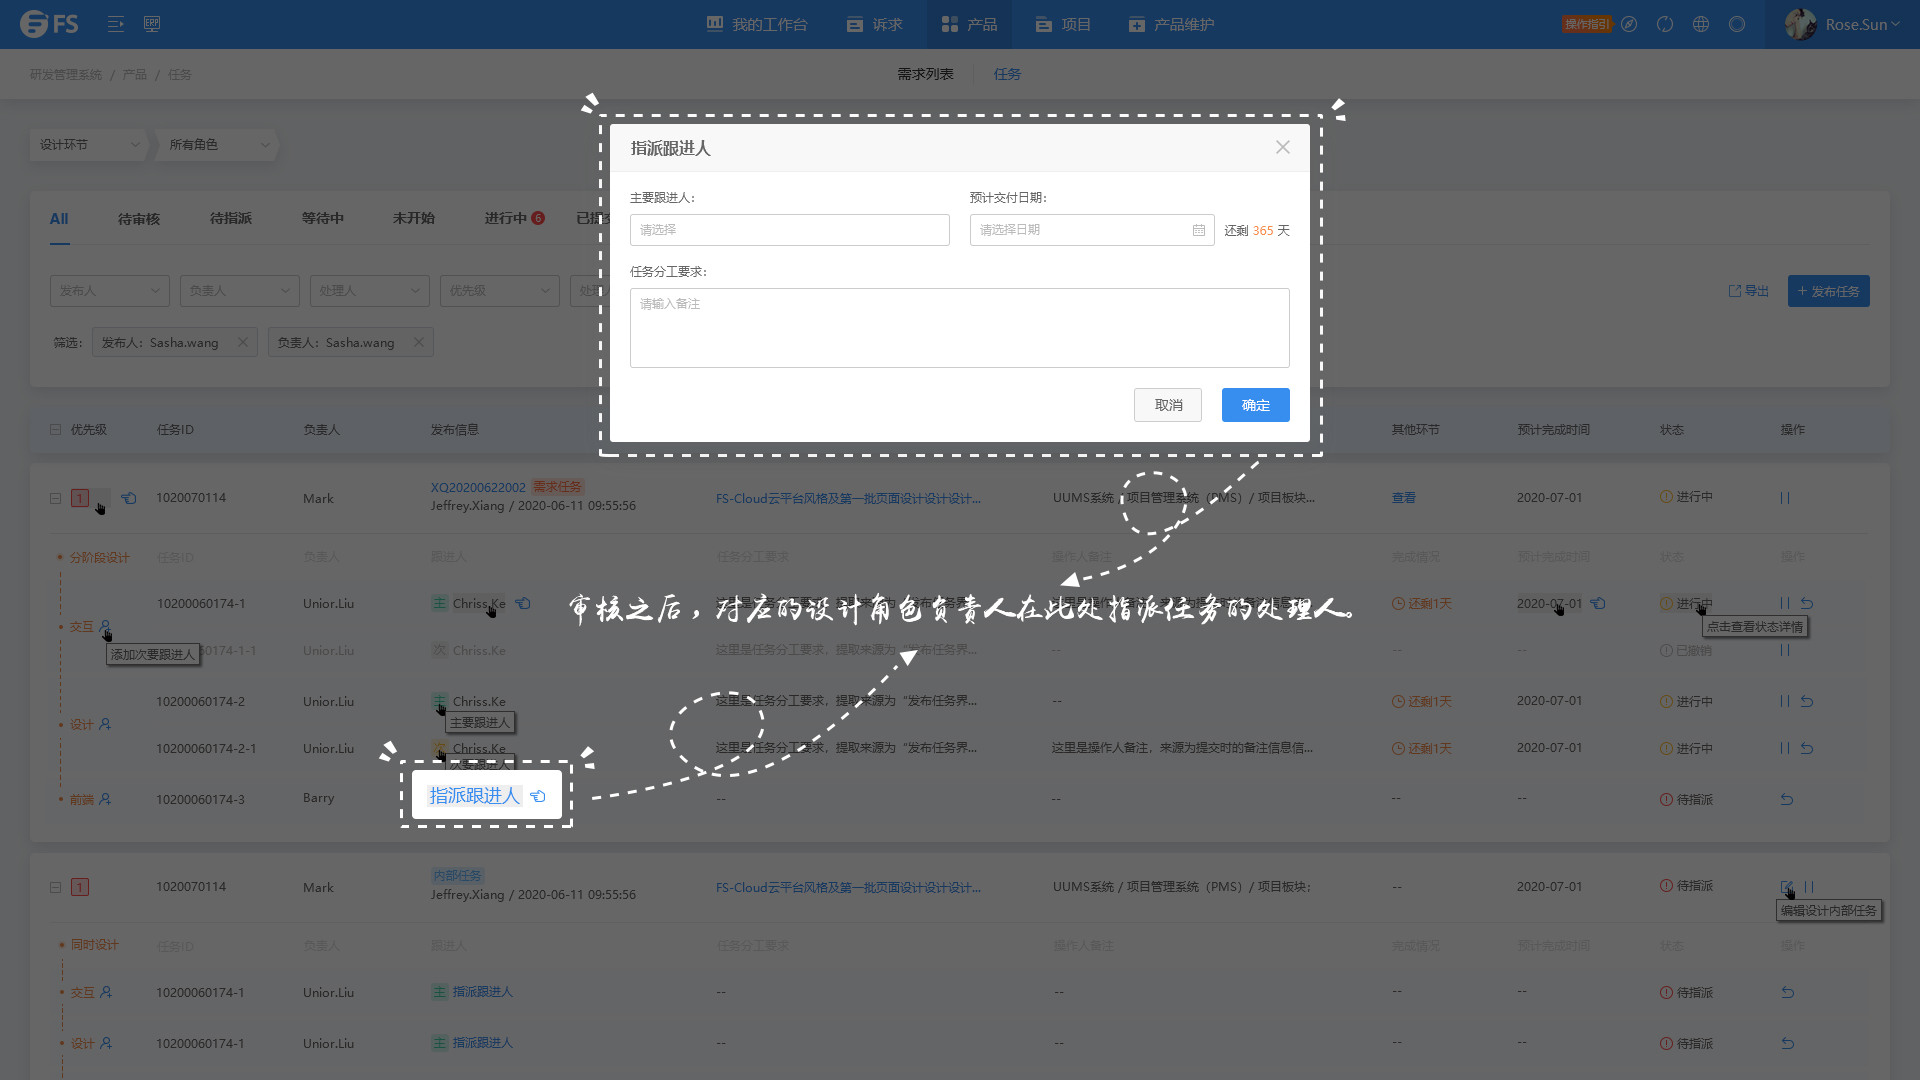 FS 我的工作台 诉求 产品 项目 产品维护 操作指引 Rose.Sun
研发管理系统 / 产品 / 任务 需求列表 任务
设计环节 所有角色
指派跟进人
主要跟进人： 预计交付日期：
请选择 请选择日期 还剩 365 天
任务分工要求：
请输入备注
取消 确定
All 待审核 待指派 等待中 未开始 进行中 6
发布人 负责人 处理人 优先级 导出 + 发布任务
筛选： 发布人：Sasha.wang 负责人：Sasha.wang
优先级 任务ID 负责人 发布信息 其他环节 预计完成时间 状态 操作
1 1020070114 Mark XQ20200622002 需求任务 FS-Cloud云平台风格及第一批页面设计设计设计... UUMS系统 / 项目管理系统（PMS）/ 项目板块... 查看 2020-07-01 进行中
Jeffrey.Xiang / 2020-06-11 09:55:56
分阶段设计 任务ID 负责人 跟进人 任务分工要求 操作人备注 完成情况 预计完成时间 状态 操作
10200060174-1 Unior.Liu 主 Chriss.Ke 还剩1天 2020-07-01 进行中
审核之后，对应的设计角色负责人在此处指派任务的处理人。
交互 点击查看状态详情
添加次要跟进人 60174-1-1 Unior.Liu 次 Chriss.Ke 这里是任务分工要求，提取来源为“发布任务界... -- -- -- 已撤销
10200060174-2 Unior.Liu 主 Chriss.Ke 这里是任务分工要求，提取来源为“发布任务界... -- 还剩1天 2020-07-01 进行中
设计 主要跟进人
10200060174-2-1 Unior.Liu 次 Chriss.Ke 这里是任务分工要求，提取来源为“发布任务界... 这里是操作人备注，来源为提交时的备注信息信... 还剩1天 2020-07-01 进行中
次要跟进人
前端 10200060174-3 Barry 指派跟进人 -- -- -- -- 待指派
1 1020070114 Mark 内部任务 FS-Cloud云平台风格及第一批页面设计设计设计... UUMS系统 / 项目管理系统（PMS）/ 项目板块； -- 2020-07-01 待指派
Jeffrey.Xiang / 2020-06-11 09:55:56
编辑设计内部任务
同时设计 任务ID 负责人 跟进人 任务分工要求 操作人备注 完成情况 预计完成时间 状态 操作
交互 10200060174-1 Unior.Liu 主 指派跟进人 -- -- -- -- 待指派
设计 10200060174-1 Unior.Liu 主 指派跟进人 -- -- -- -- 待指派